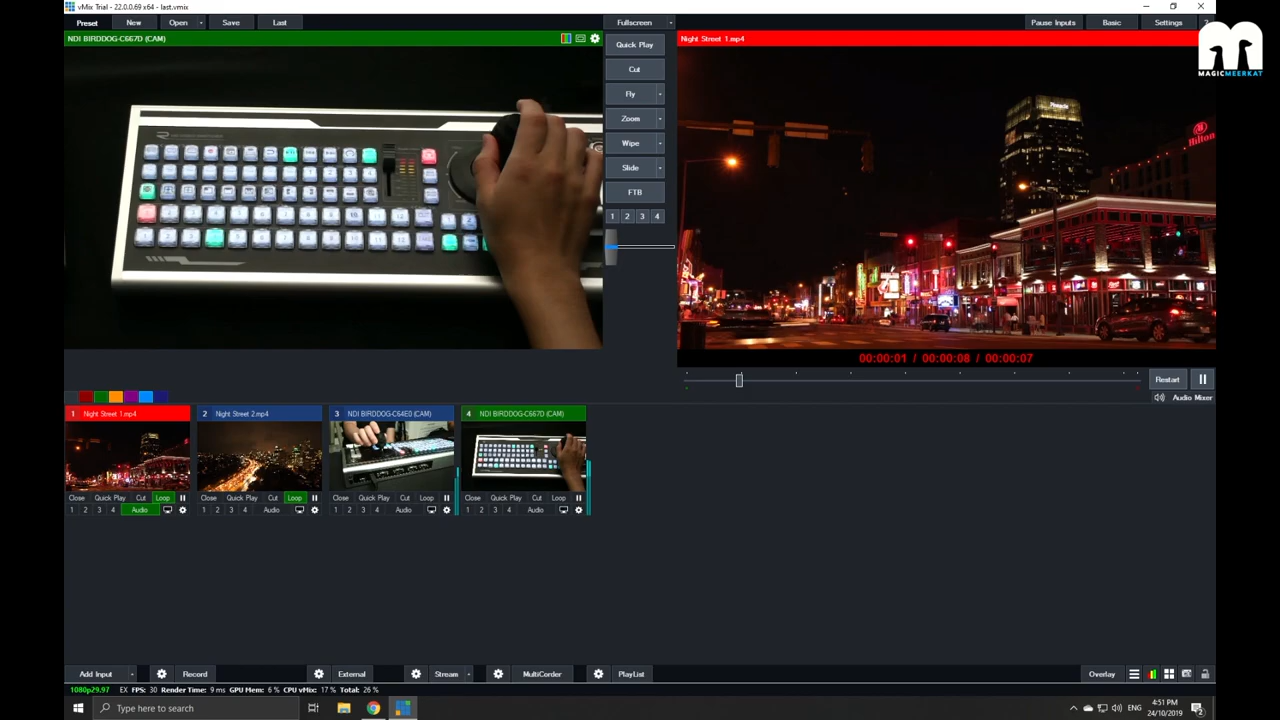 vMix Trial - 22.0.0.69 x64 - last.vmix
Preset New Open Save Last Fullscreen Pause Inputs Basic Settings ?
MAGICMEERKAT
NDI BIRDDOG-C667D (CAM)
Night Street 1.mp4
Quick Play
Cut
Fly
Zoom
Wipe
Slide
FTB
1 2 3 4
Pinnacle
Hilton
00:00:01 / 00:00:08 / 00:00:07
Restart
Audio Mixer
1 Night Street 1.mp4
Close Quick Play Cut Loop
1 2 3 4 Audio
2 Night Street 2.mp4
Close Quick Play Cut Loop
1 2 3 4 Audio
3 NDI BIRDDOG-C64E0 (CAM)
Close Quick Play Cut Loop
1 2 3 4 Audio
4 NDI BIRDDOG-C667D (CAM)
Close Quick Play Cut Loop
1 2 3 4 Audio
Add Input Record External Stream MultiCorder PlayList Overlay
1080p29.97 EX FPS: 30 Render Time: 9 ms GPU Mem: 6 % CPU vMix: 17 % Total: 26 %
Type here to search
ENG
4:51 PM
24/10/2019
2